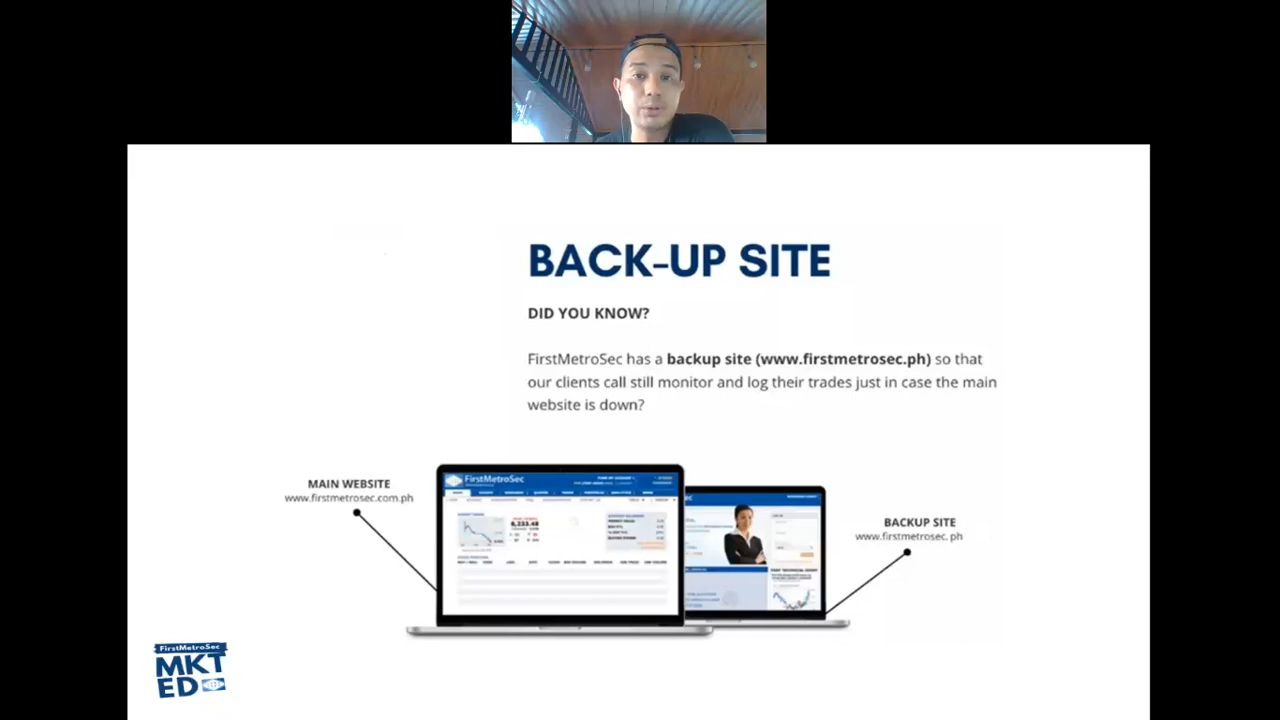 BACK-UP SITE
DID YOU KNOW?
FirstMetroSec has a backup site (www.firstmetrosec.ph) so that
our clients call still monitor and log their trades just in case the main
website is down?
MAIN WEBSITE
www.firstmetrosec.com.ph
FirstMetroSec
BACKUP SITE
www.firstmetrosec. ph
FirstMetroSec
MKT
ED